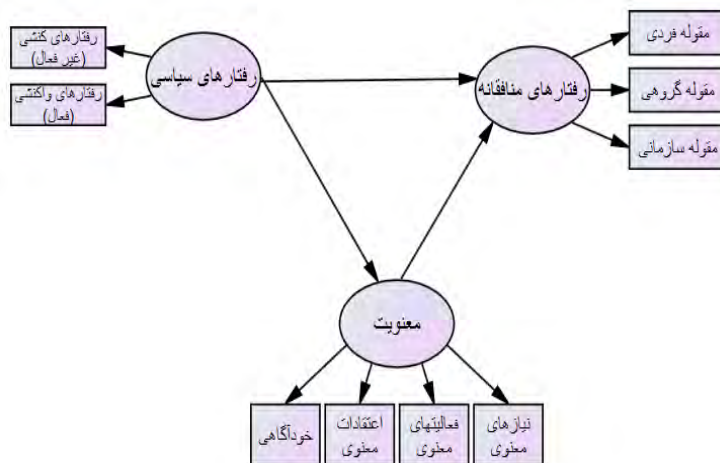 مقوله فردی
رفتارهای کنشی
(غیر فعال)
رفتارهای سیاسی
رفتارهای منافقانه
مقوله گروهی
رفتارهای واکنشی
(فعال)
مقوله سازمانی
معنویت
نیازهای
معنوی
فعالیتهای
معنوی
اعتقادات
معنوی
خودآگاهی